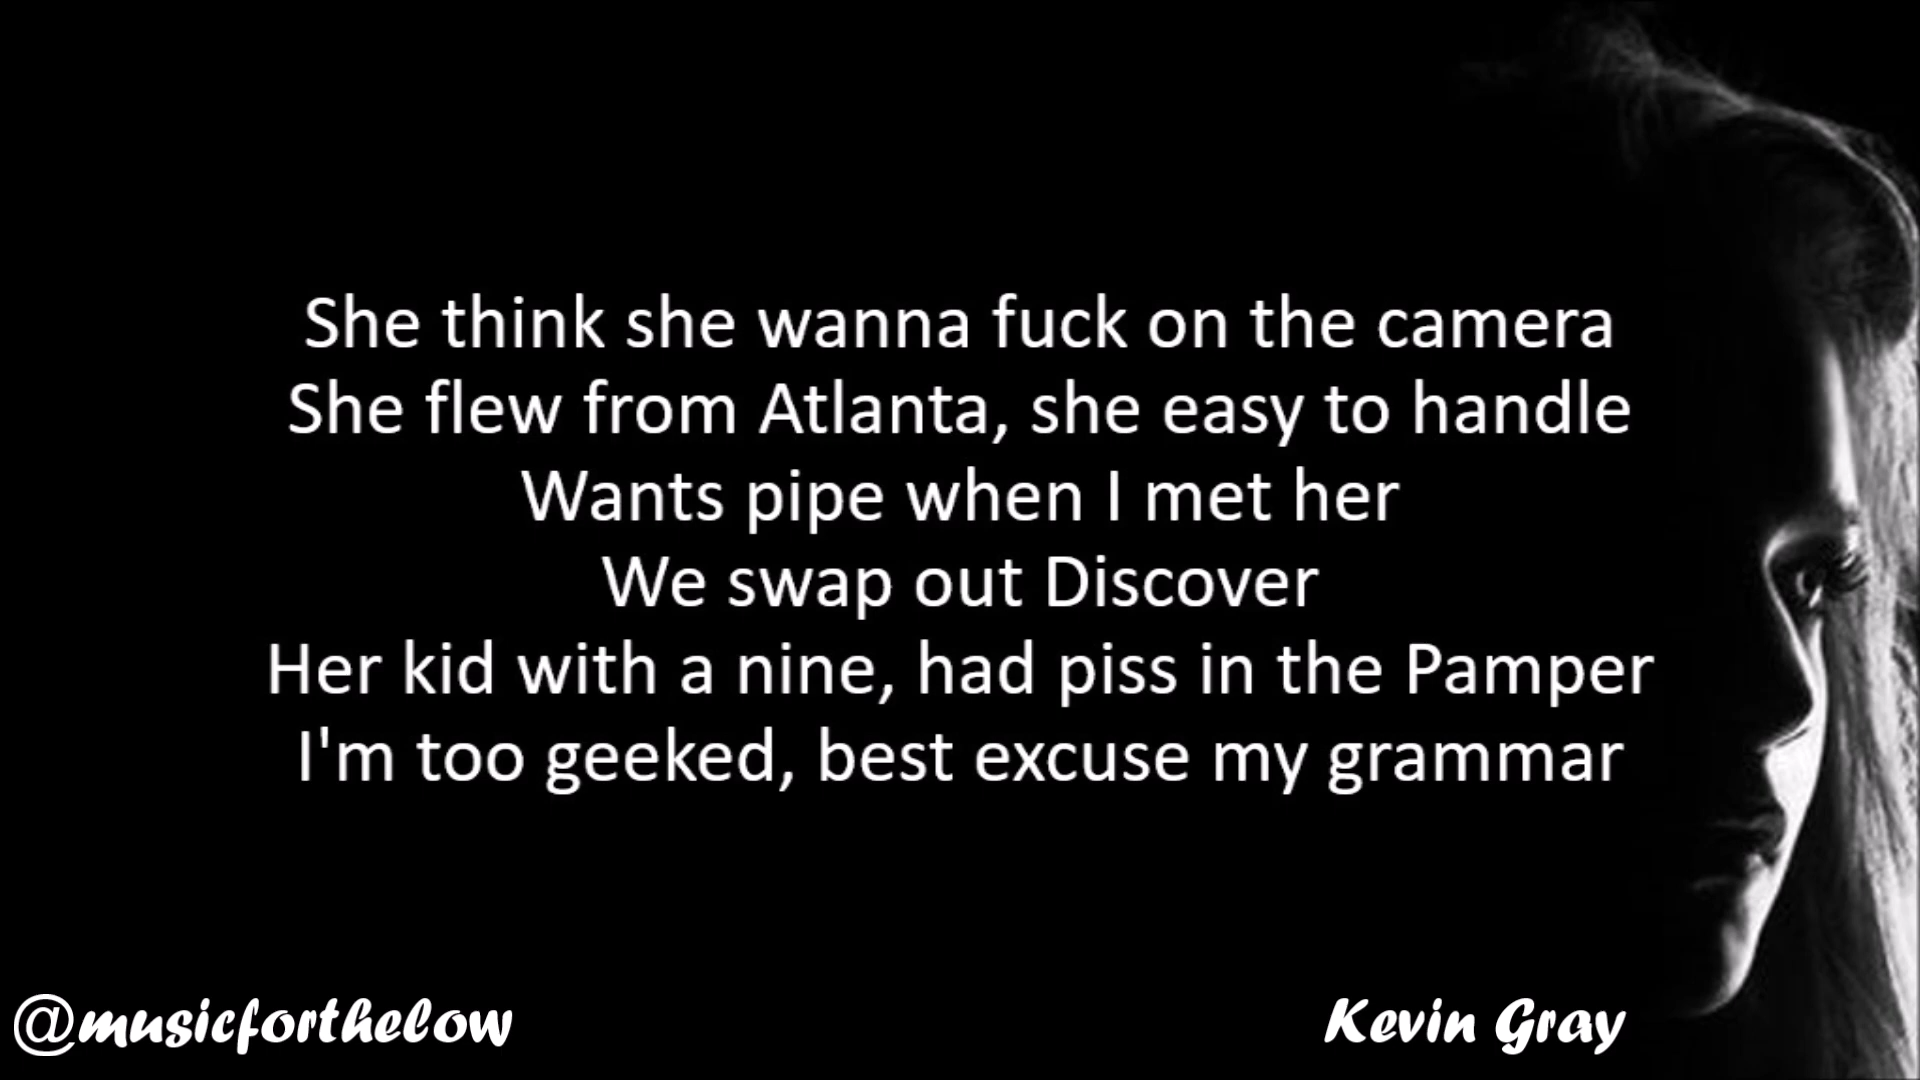 She think she wanna fuck on the camera
She flew from Atlanta, she easy to handle
Wants pipe when I met her
We swap out Discover
Her kid with a nine, had piss in the Pamper
I'm too geeked, best excuse my grammar
@musicforthelow
Kevin Gray